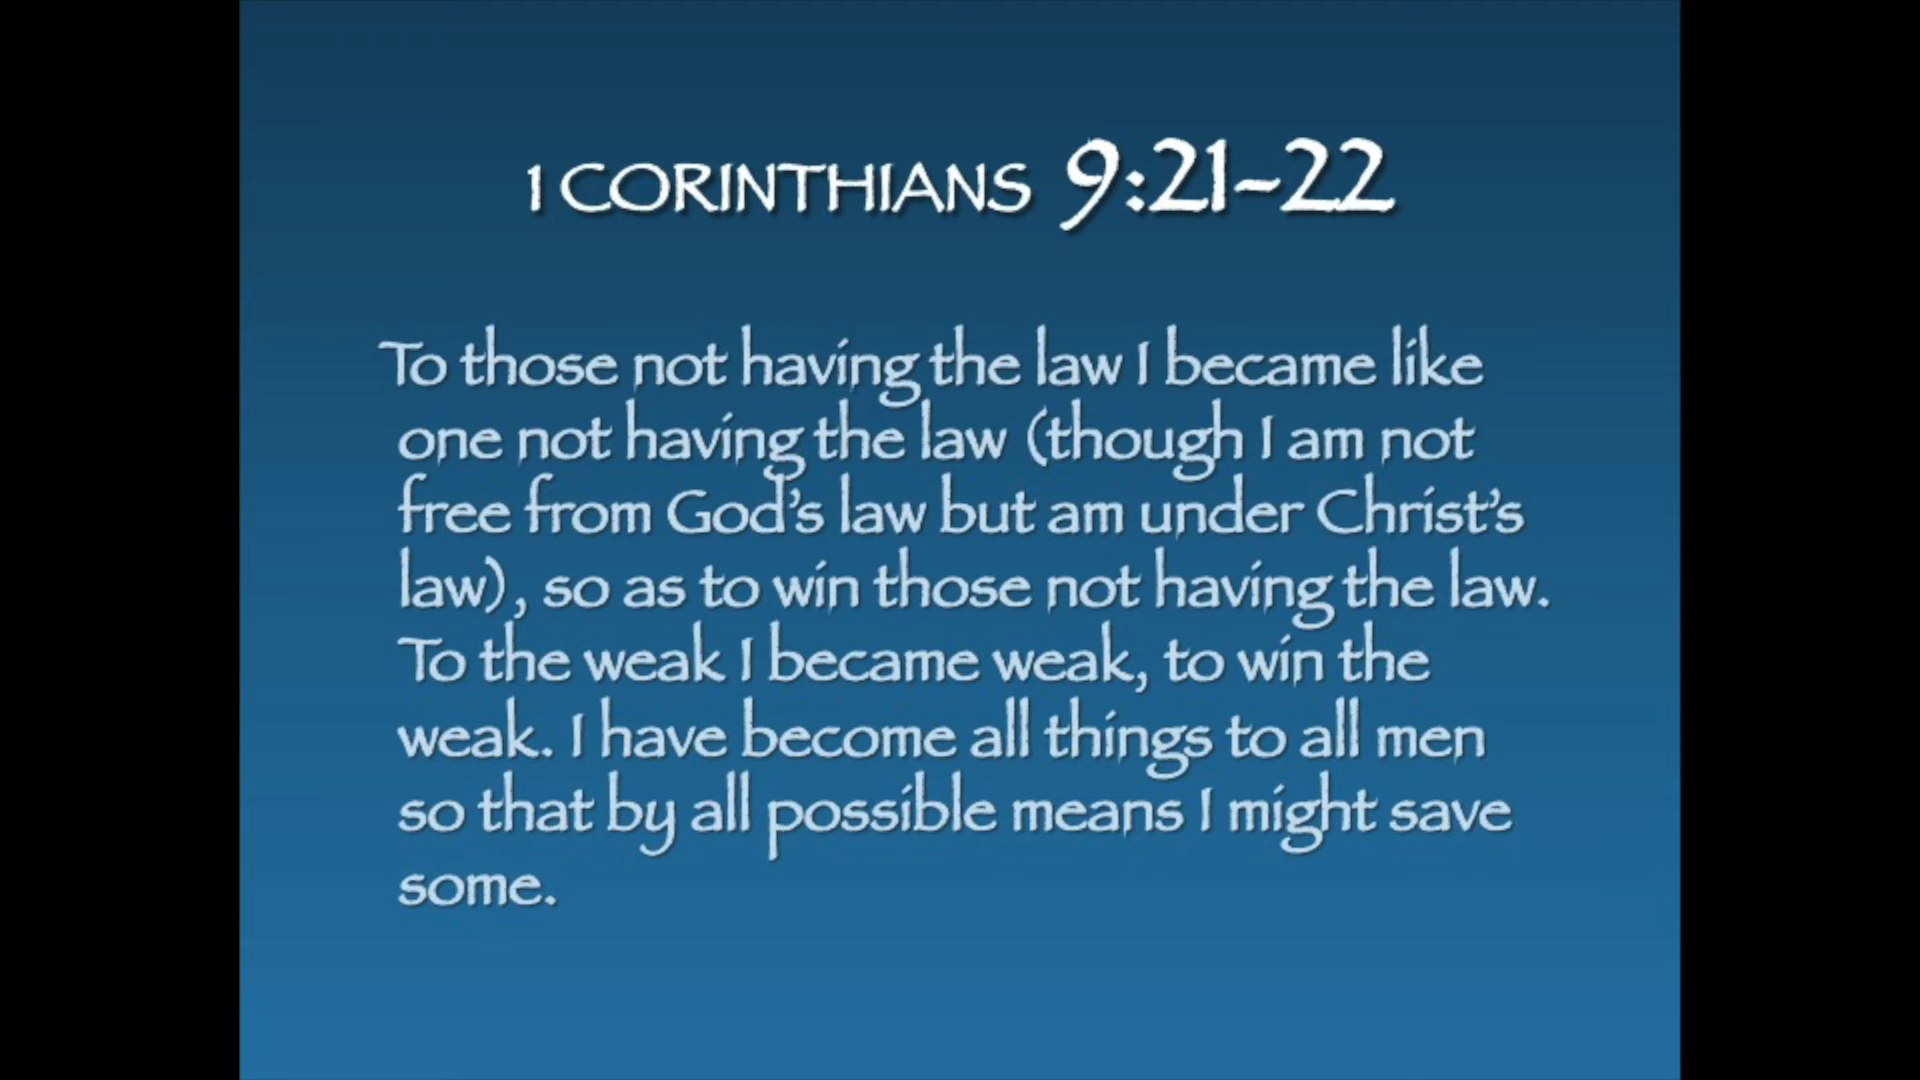 1 CORINTHIANS 9:21-22
To those not having the law I became like
one not having the law (though I am not
free from God's law but am under Christ's
law), so as to win those not having the law.
To the weak I became weak, to win the
weak. I have become all things to all men
so that by all possible means I might save
some.